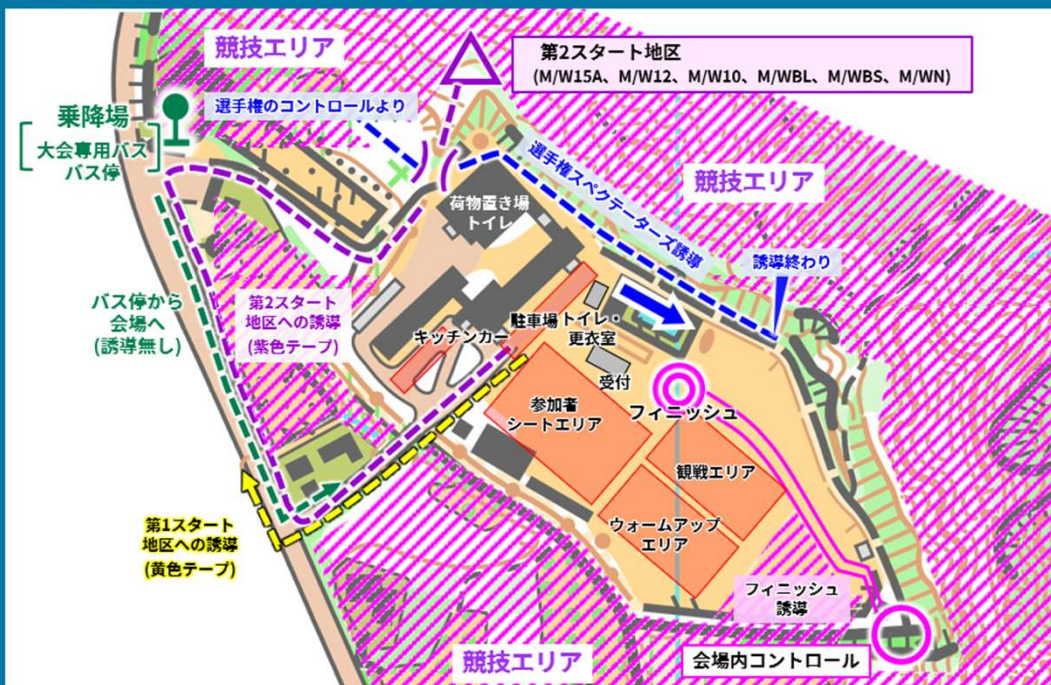 競技エリア
第2スタート地区
(M/W15A、M/W12、M/W10、M/WBL、M/WBS、M/WN)
選手権のコントロールより
乗降場
大会専用バス
バス停
選手権スペクテーターズ誘導
競技エリア
荷物置き場
トイレ
誘導終わり
バス停から
会場へ
(誘導無し)
第2スタート
地区への誘導
(紫色テープ)
キッチンカー
駐車場
トイレ・
更衣室
受付
参加者
シートエリア
フィニッシュ
観戦エリア
ウォームアップ
エリア
第1スタート
地区への誘導
(黄色テープ)
フィニッシュ
誘導
競技エリア
会場内コントロール